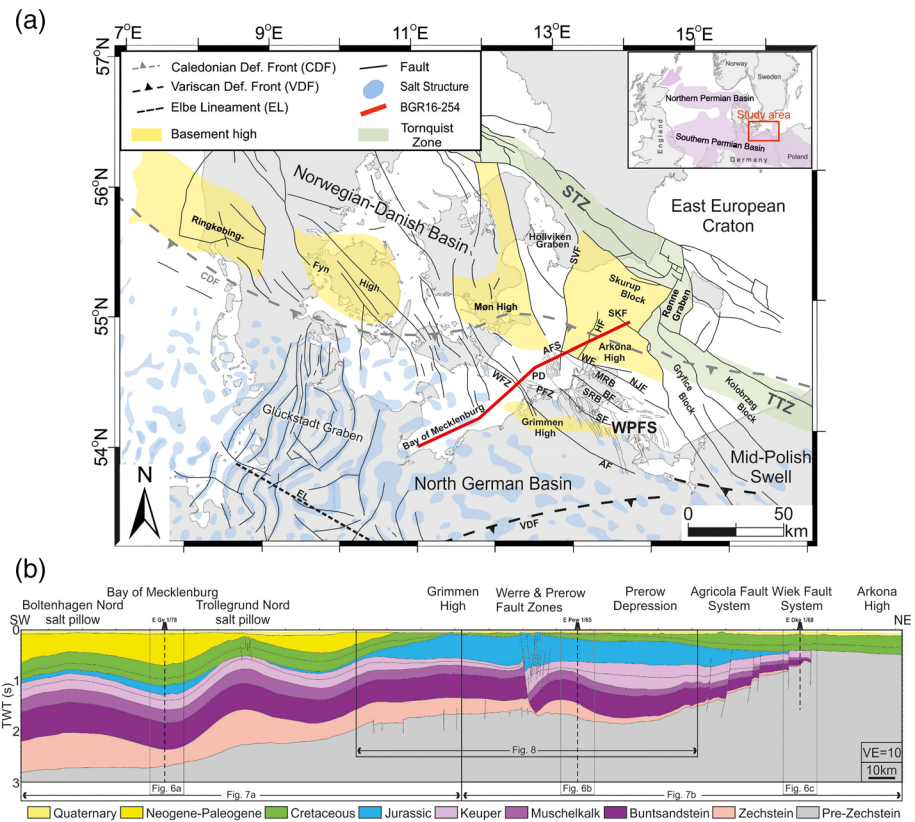 (a)
7°E
9°E
11°E
13°E
15°E
57°N
56°N
55°N
54°N
Caledonian Def. Front (CDF)
Variscan Def. Front (VDF)
Elbe Lineament (EL)
Basement high
Fault
Salt Structure
BGR16-254
Tornquist
Zone
Norway
Sweden
Northern Permian Basin
Study area
England
Southern Permian Basin
Germany
Poland
Norwegian-Danish Basin
STZ
East European
Craton
Ringkøbing-
Höllviken
Graben
SVF
Fyn
High
Skurup
Block
Rønne
Graben
CDF
Møn High
SKF
HF
AFS
Arkona
High
WF
WFZ
PD
MRB
NJF
PFZ
SRB
BF
Gryfice
Block
Kolobrzeg
Block
TTZ
Glückstadt Graben
Bay of Mecklenburg
Grimmen
High
SF
WPFS
AF
Mid-Polish
Swell
North German Basin
EL
VDF
N
0
50
km
(b)
Bay of Mecklenburg
Boltenhagen Nord
salt pillow
Trollegrund Nord
salt pillow
Grimmen
High
Werre & Prerow
Fault Zones
Prerow
Depression
Agricola Fault
System
Wiek Fault
System
Arkona
High
SW
NE
E Gv 1/78
E Pew 1/65
E Dkn 1/68
0
1
2
3
TWT (s)
Fig. 8
VE=10
10km
Fig. 6a
Fig. 6b
Fig. 6c
Fig. 7a
Fig. 7b
Quaternary
Neogene-Paleogene
Cretaceous
Jurassic
Keuper
Muschelkalk
Buntsandstein
Zechstein
Pre-Zechstein